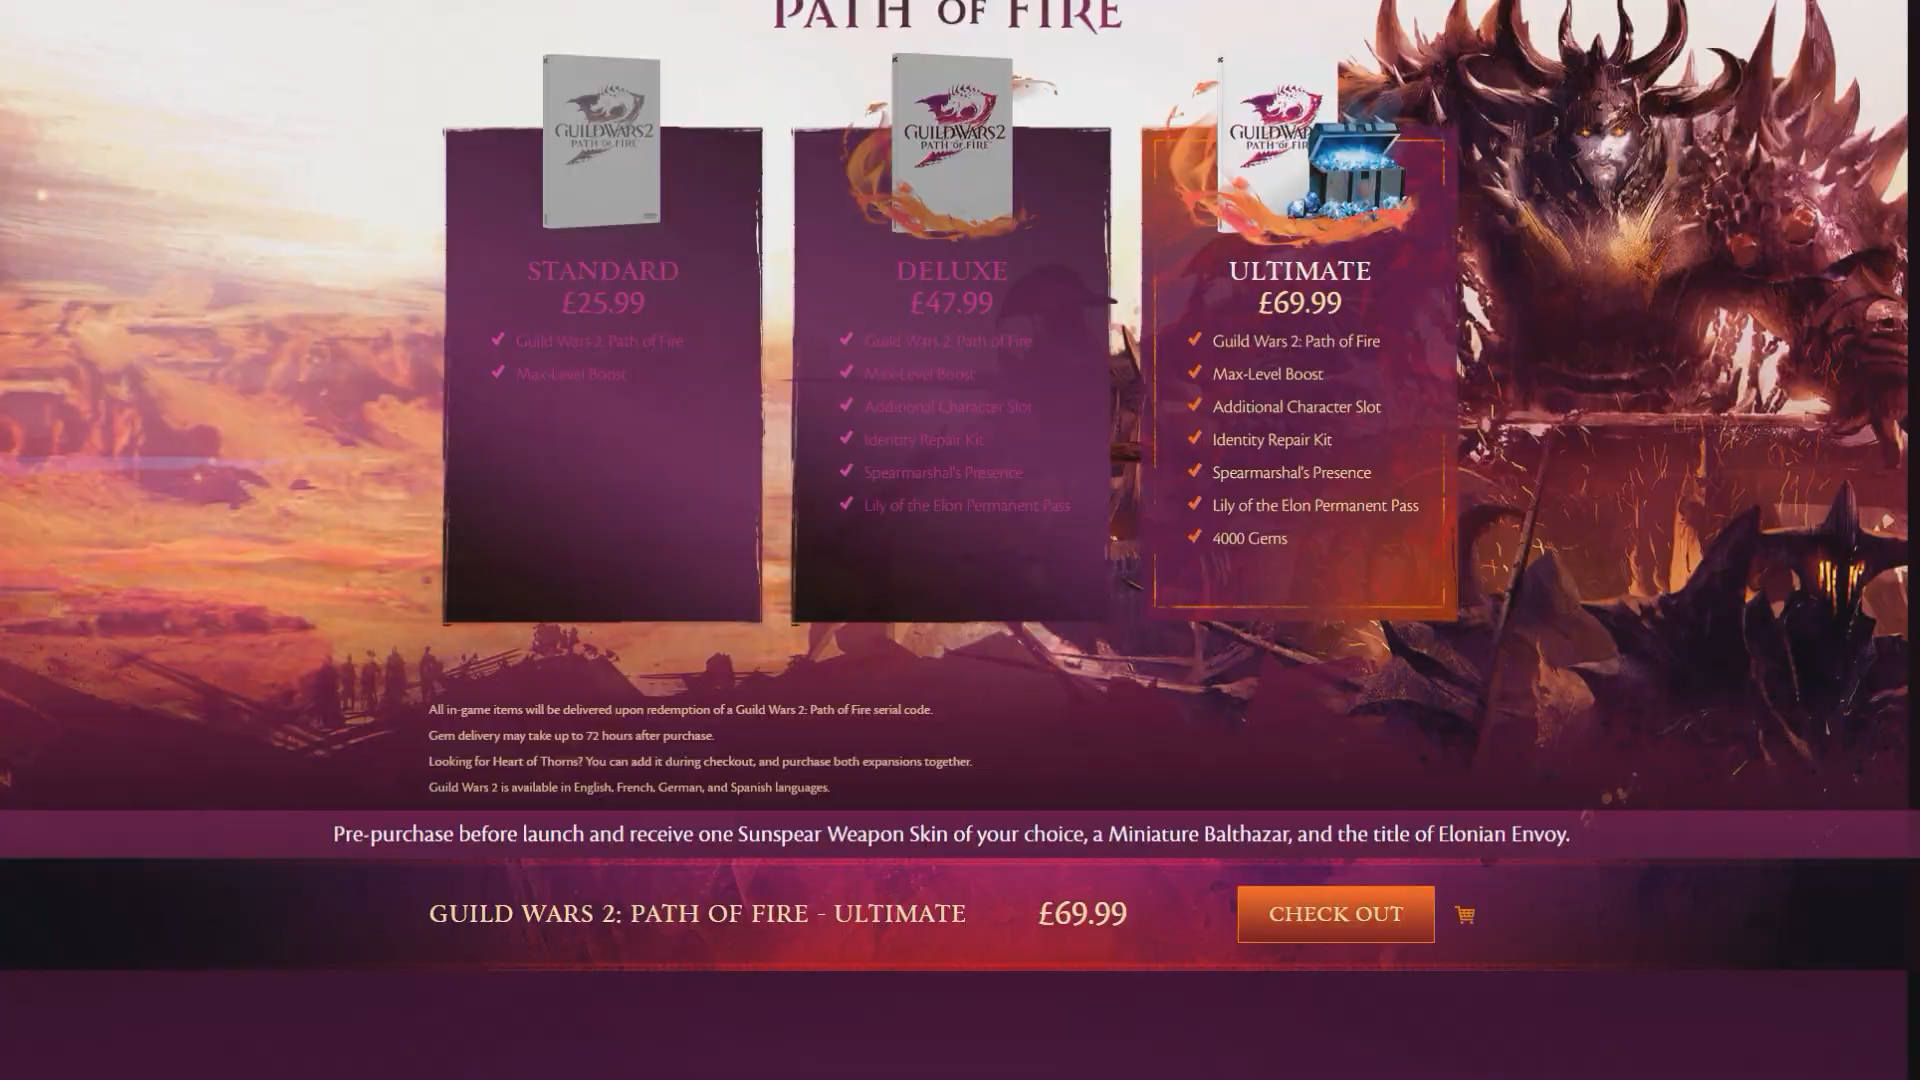 PATH OF FIRE
GUILD WARS 2
PATH OF FIRE
GUILD WARS 2
PATH OF FIRE
STANDARD
£25.99
Guild Wars 2: Path of Fire
Max-Level Boost
DELUXE
£47.99
Guild Wars 2: Path of Fire
Max-Level Boost
Additional Character Slot
Identity Repair Kit
Spearmarshal's Presence
Lily of the Elon Permanent Pass
ULTIMATE
£69.99
Guild Wars 2: Path of Fire
Max-Level Boost
Additional Character Slot
Identity Repair Kit
Spearmarshal's Presence
Lily of the Elon Permanent Pass
4000 Gems
All in-game items will be delivered upon redemption of a Guild Wars 2: Path of Fire serial code.
Gem delivery may take up to 72 hours after purchase.
Looking for Heart of Thorns? You can add it during checkout, and purchase both expansions together.
Guild Wars 2 is available in English, French, German, and Spanish languages.
Pre-purchase before launch and receive one Sunspear Weapon Skin of your choice, a Miniature Balthazar, and the title of Elonian Envoy.
GUILD WARS 2: PATH OF FIRE - ULTIMATE £69.99 CHECK OUT